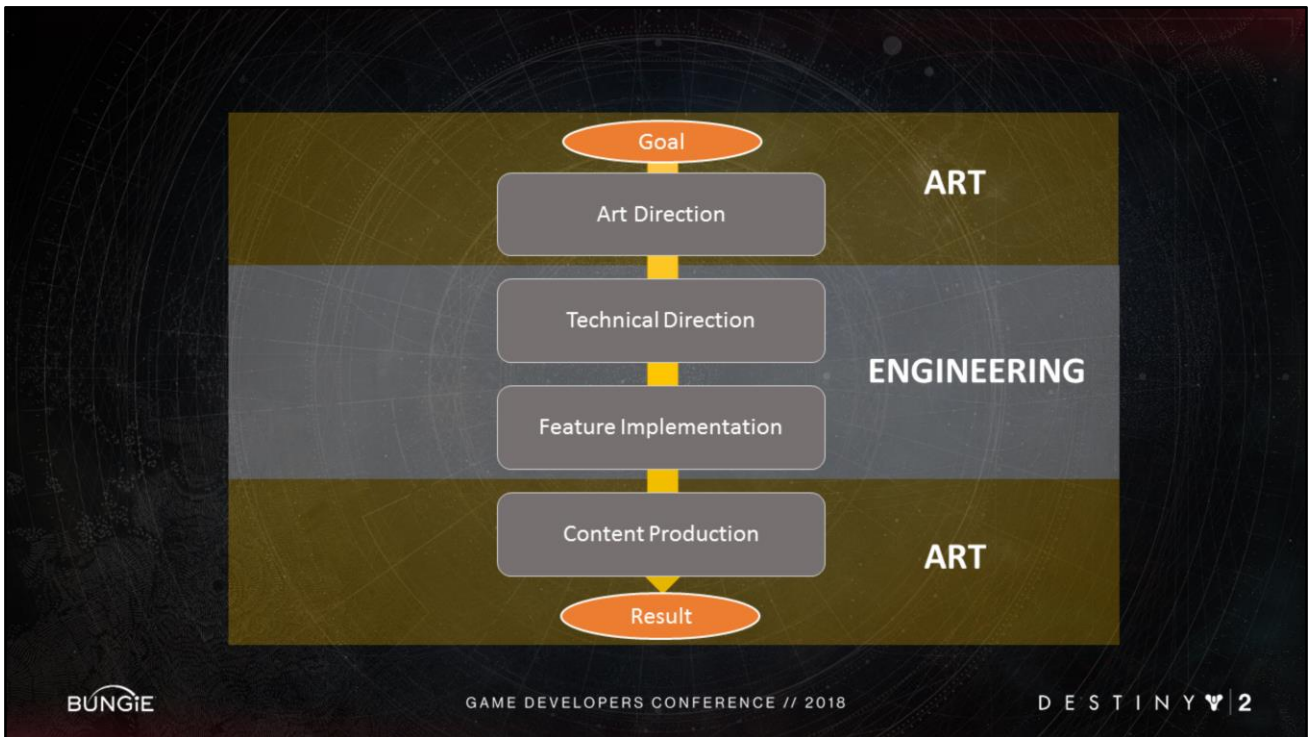 Goal
ART
Art Direction
Technical Direction
ENGINEERING
Feature Implementation
Content Production
ART
Result
BUNGiE
GAME DEVELOPERS CONFERENCE // 2018
DESTINY 2